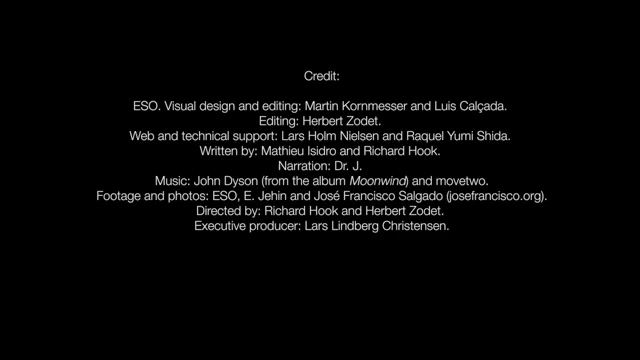 Credit:
ESO. Visual design and editing: Martin Kornmesser and Luis Calçada.
Editing: Herbert Zodet.
Web and technical support: Lars Holm Nielsen and Raquel Yumi Shida.
Written by: Mathieu Isidro and Richard Hook.
Narration: Dr. J.
Music: John Dyson (from the album Moonwind) and movetwo.
Footage and photos: ESO, E. Jehin and José Francisco Salgado (josefrancisco.org).
Directed by: Richard Hook and Herbert Zodet.
Executive producer: Lars Lindberg Christensen.